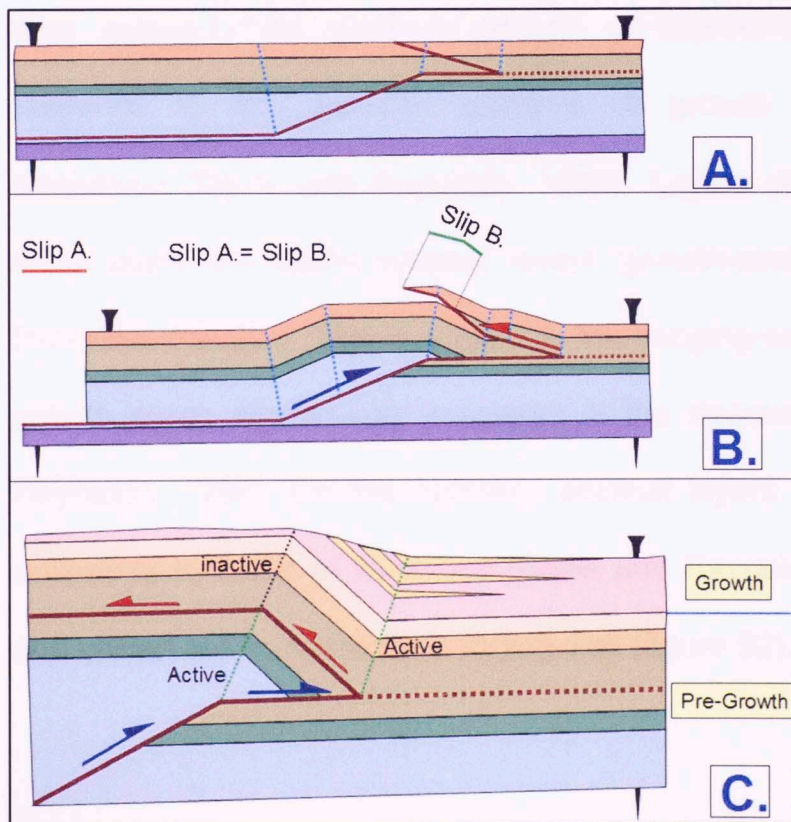 A.
Slip A.
Slip A.= Slip B.
Slip B.
B.
inactive
Active
Active
Growth
Pre-Growth
C.